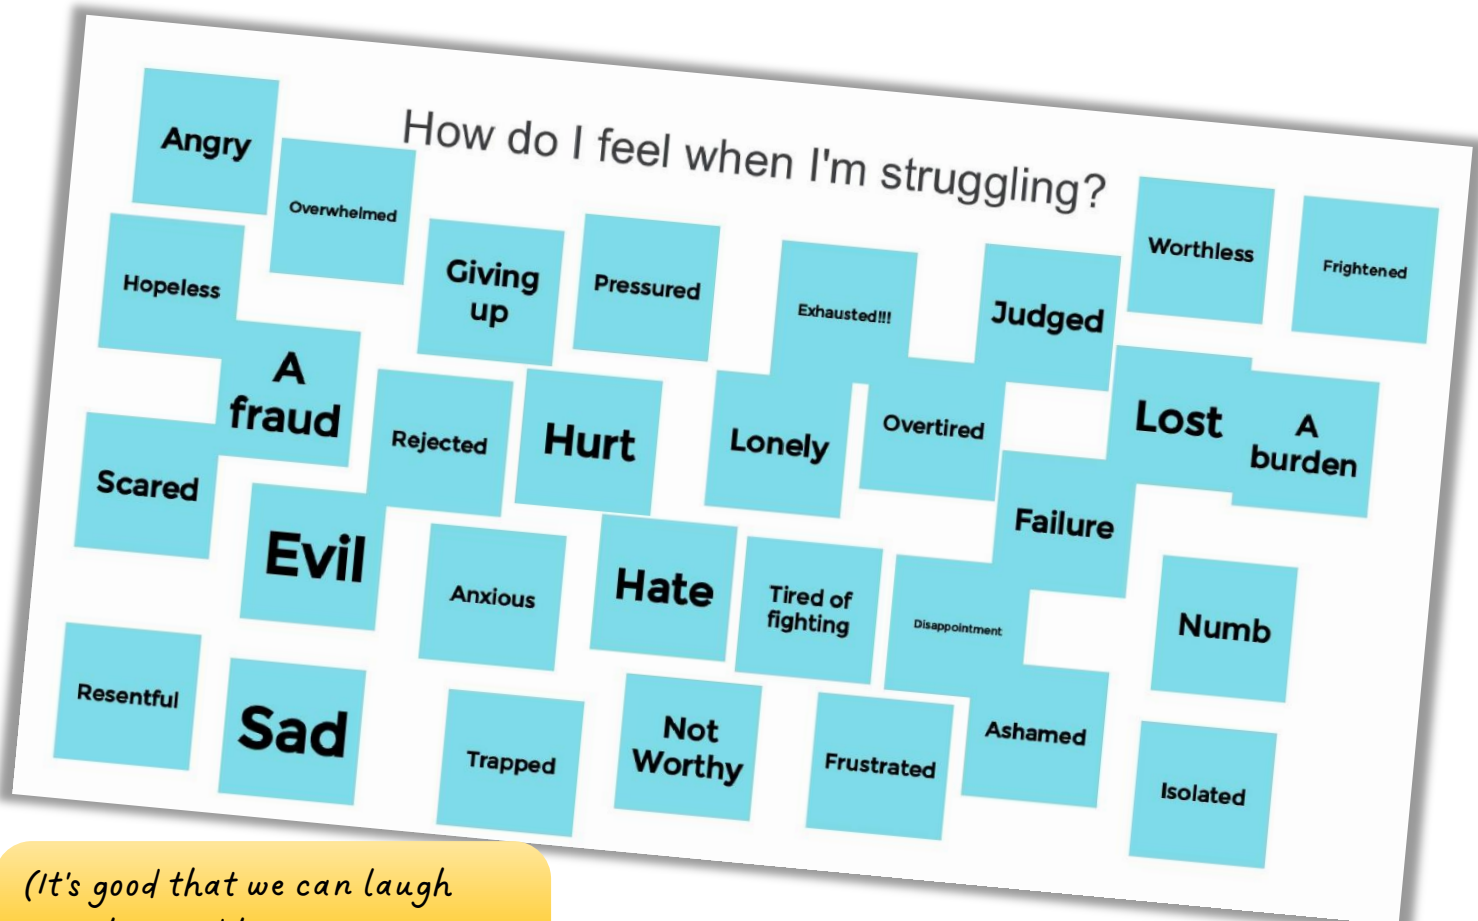 How do I feel when I'm struggling?
Angry
Overwhelmed
Worthless
Frightened
Hopeless
Giving
up
Pressured
Exhausted!!!
Judged
A
fraud
Rejected
Hurt
Lonely
Overtired
Lost
A
burden
Scared
Evil
Anxious
Hate
Tired of
fighting
Disappointment
Failure
Numb
Resentful
Sad
Trapped
Not
Worthy
Frustrated
Ashamed
Isolated
(It's good that we can laugh